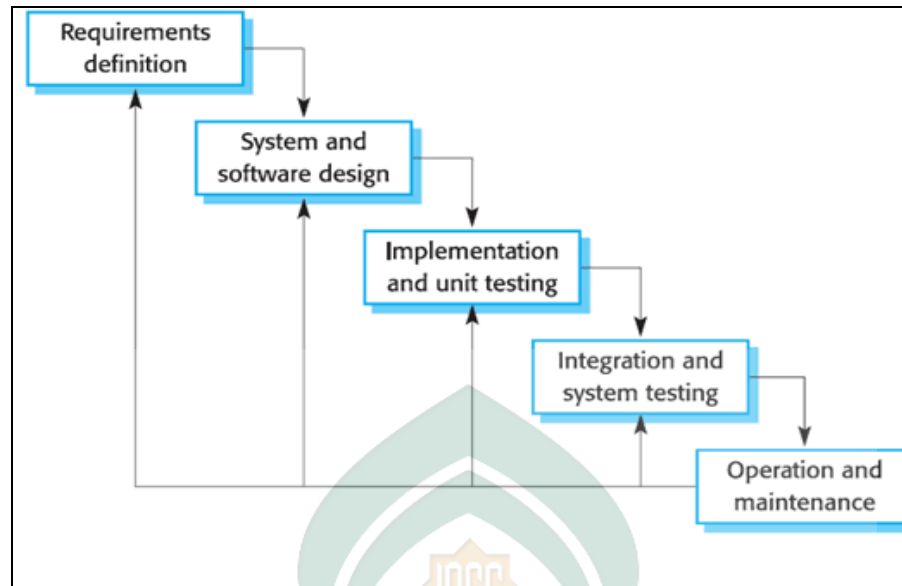 Requirements
definition
System and
software design
Implementation
and unit testing
Integration and
system testing
Operation and
maintenance